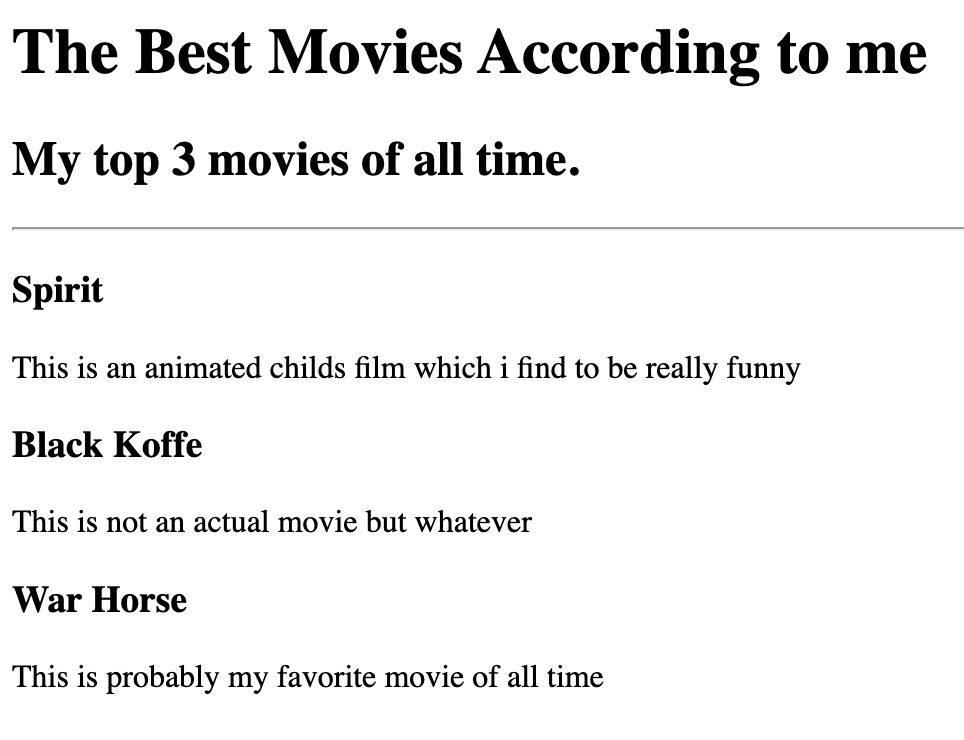 The Best Movies According to me
My top 3 movies of all time.
Spirit
This is an animated childs film which i find to be really funny
Black Koffe
This is not an actual movie but whatever
War Horse
This is probably my favorite movie of all time